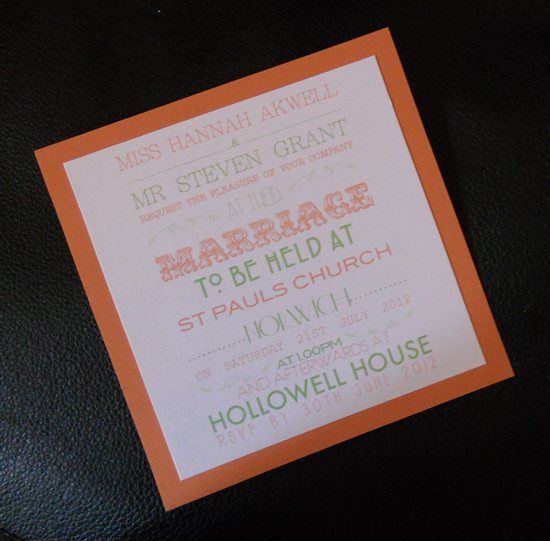 MISS HANNAH AKWELL
&
MR STEVEN GRANT
REQUEST THE PLEASURE OF YOUR COMPANY
AT THEIR
MARRIAGE
TO BE HELD AT
ST PAULS CHURCH
NORWICH
ON SATURDAY 21ST JULY 2012
AT 1.00PM
AND AFTERWARDS AT
HOLLOWELL HOUSE
RSVP BY 30TH JUNE 2012